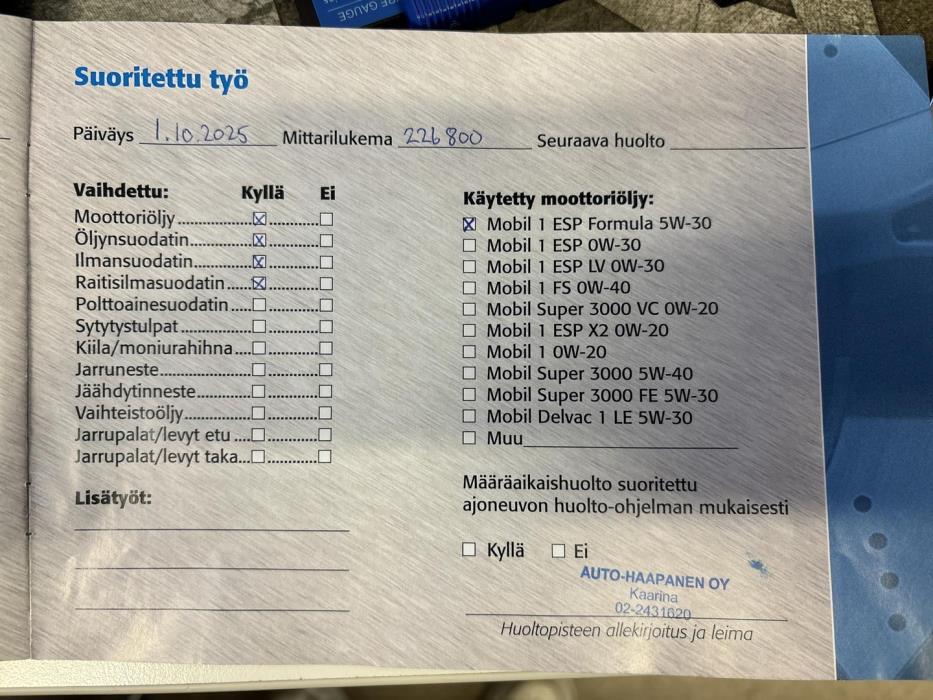 RE GAUGE
Suoritettu työ
Päiväys 1.10.2025 Mittarilukema 226 800 Seuraava huolto
Vaihdettu: Kyllä Ei
Moottoriöljy ☒ ☐
Öljynsuodatin ☒ ☐
Ilmansuodatin ☒ ☐
Raitisilmasuodatin ☒ ☐
Polttoainesuodatin ☐ ☐
Sytytystulpat ☐ ☐
Kiila/moniurahihna ☐ ☐
Jarruneste ☐ ☐
Jäähdytinneste ☐ ☐
Vaihteistoöljy ☐ ☐
Jarrupalat/levyt etu ☐ ☐
Jarrupalat/levyt taka ☐ ☐
Lisätyöt:
Käytetty moottoriöljy:
☒ Mobil 1 ESP Formula 5W-30
☐ Mobil 1 ESP 0W-30
☐ Mobil 1 ESP LV 0W-30
☐ Mobil 1 FS 0W-40
☐ Mobil Super 3000 VC 0W-20
☐ Mobil 1 ESP X2 0W-20
☐ Mobil 1 0W-20
☐ Mobil Super 3000 5W-40
☐ Mobil Super 3000 FE 5W-30
☐ Mobil Delvac 1 LE 5W-30
☐ Muu
Määräaikaishuolto suoritettu
ajoneuvon huolto-ohjelman mukaisesti
☐ Kyllä ☐ Ei
AUTO-HAAPANEN OY
Kaarina
02-2431620
Huoltopisteen allekirjoitus ja leima